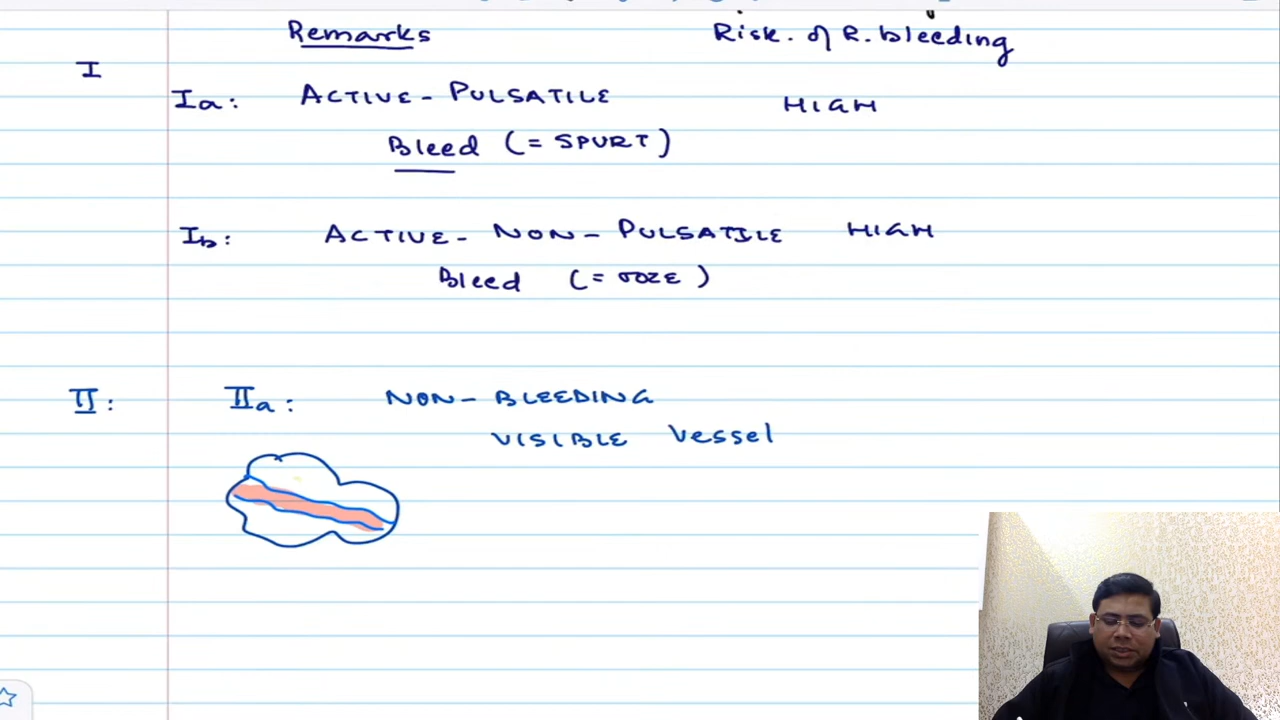 Remarks Risk. of R. bleeding
I
Ia: ACTIVE - PULSATILE HIGH
Bleed (= SPURT)
Ib: ACTIVE - NON - PULSATILE HIGH
Bleed (= OOZE)
II: IIa: NON - BLEEDING
VISIBLE Vessel